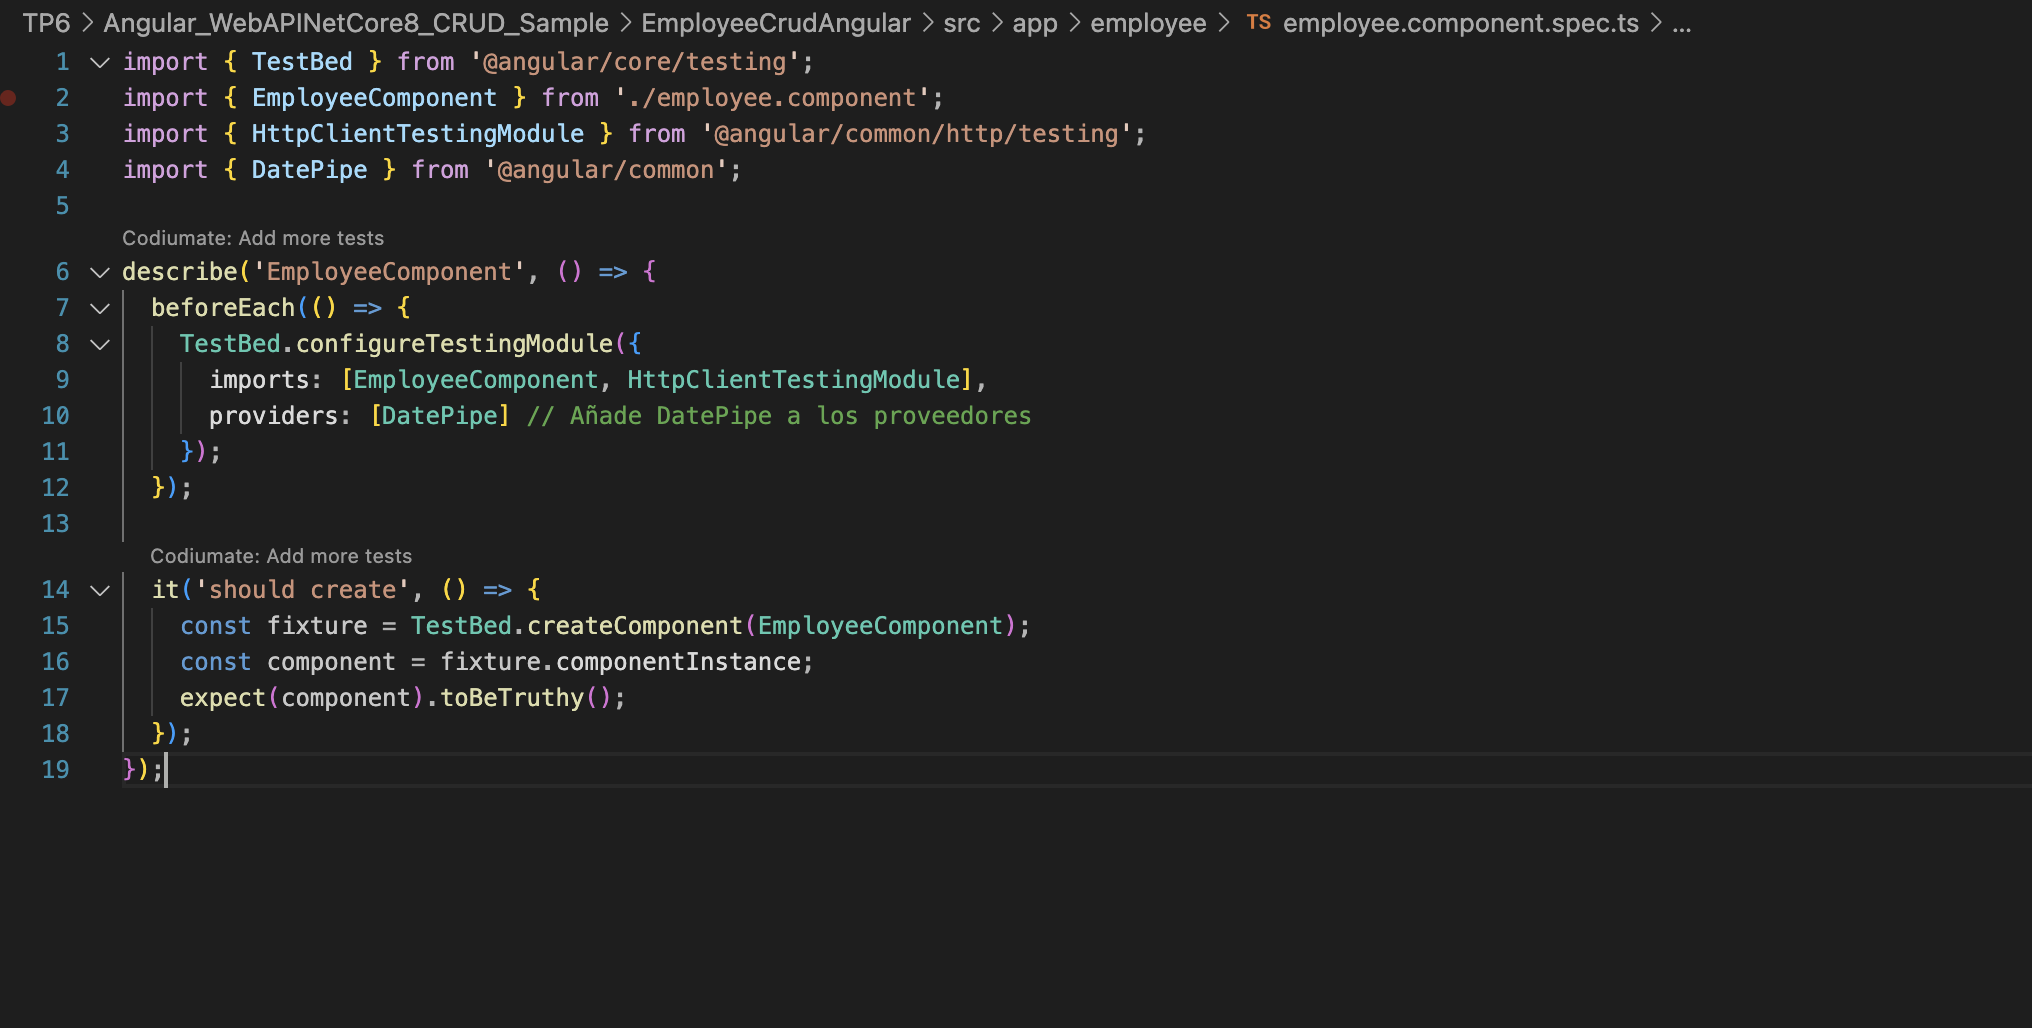 TP6 > Angular_WebAPINetCore8_CRUD_Sample > EmployeeCrudAngular > src > app > employee > TS employee.component.spec.ts > ...
1 import { TestBed } from '@angular/core/testing';
2 import { EmployeeComponent } from './employee.component';
3 import { HttpClientTestingModule } from '@angular/common/http/testing';
4 import { DatePipe } from '@angular/common';
5
Codiumate: Add more tests
6 describe('EmployeeComponent', () => {
7   beforeEach(() => {
8     TestBed.configureTestingModule({
9       imports: [EmployeeComponent, HttpClientTestingModule],
10       providers: [DatePipe] // Añade DatePipe a los proveedores
11     });
12   });
13
Codiumate: Add more tests
14   it('should create', () => {
15     const fixture = TestBed.createComponent(EmployeeComponent);
16     const component = fixture.componentInstance;
17     expect(component).toBeTruthy();
18   });
19 });